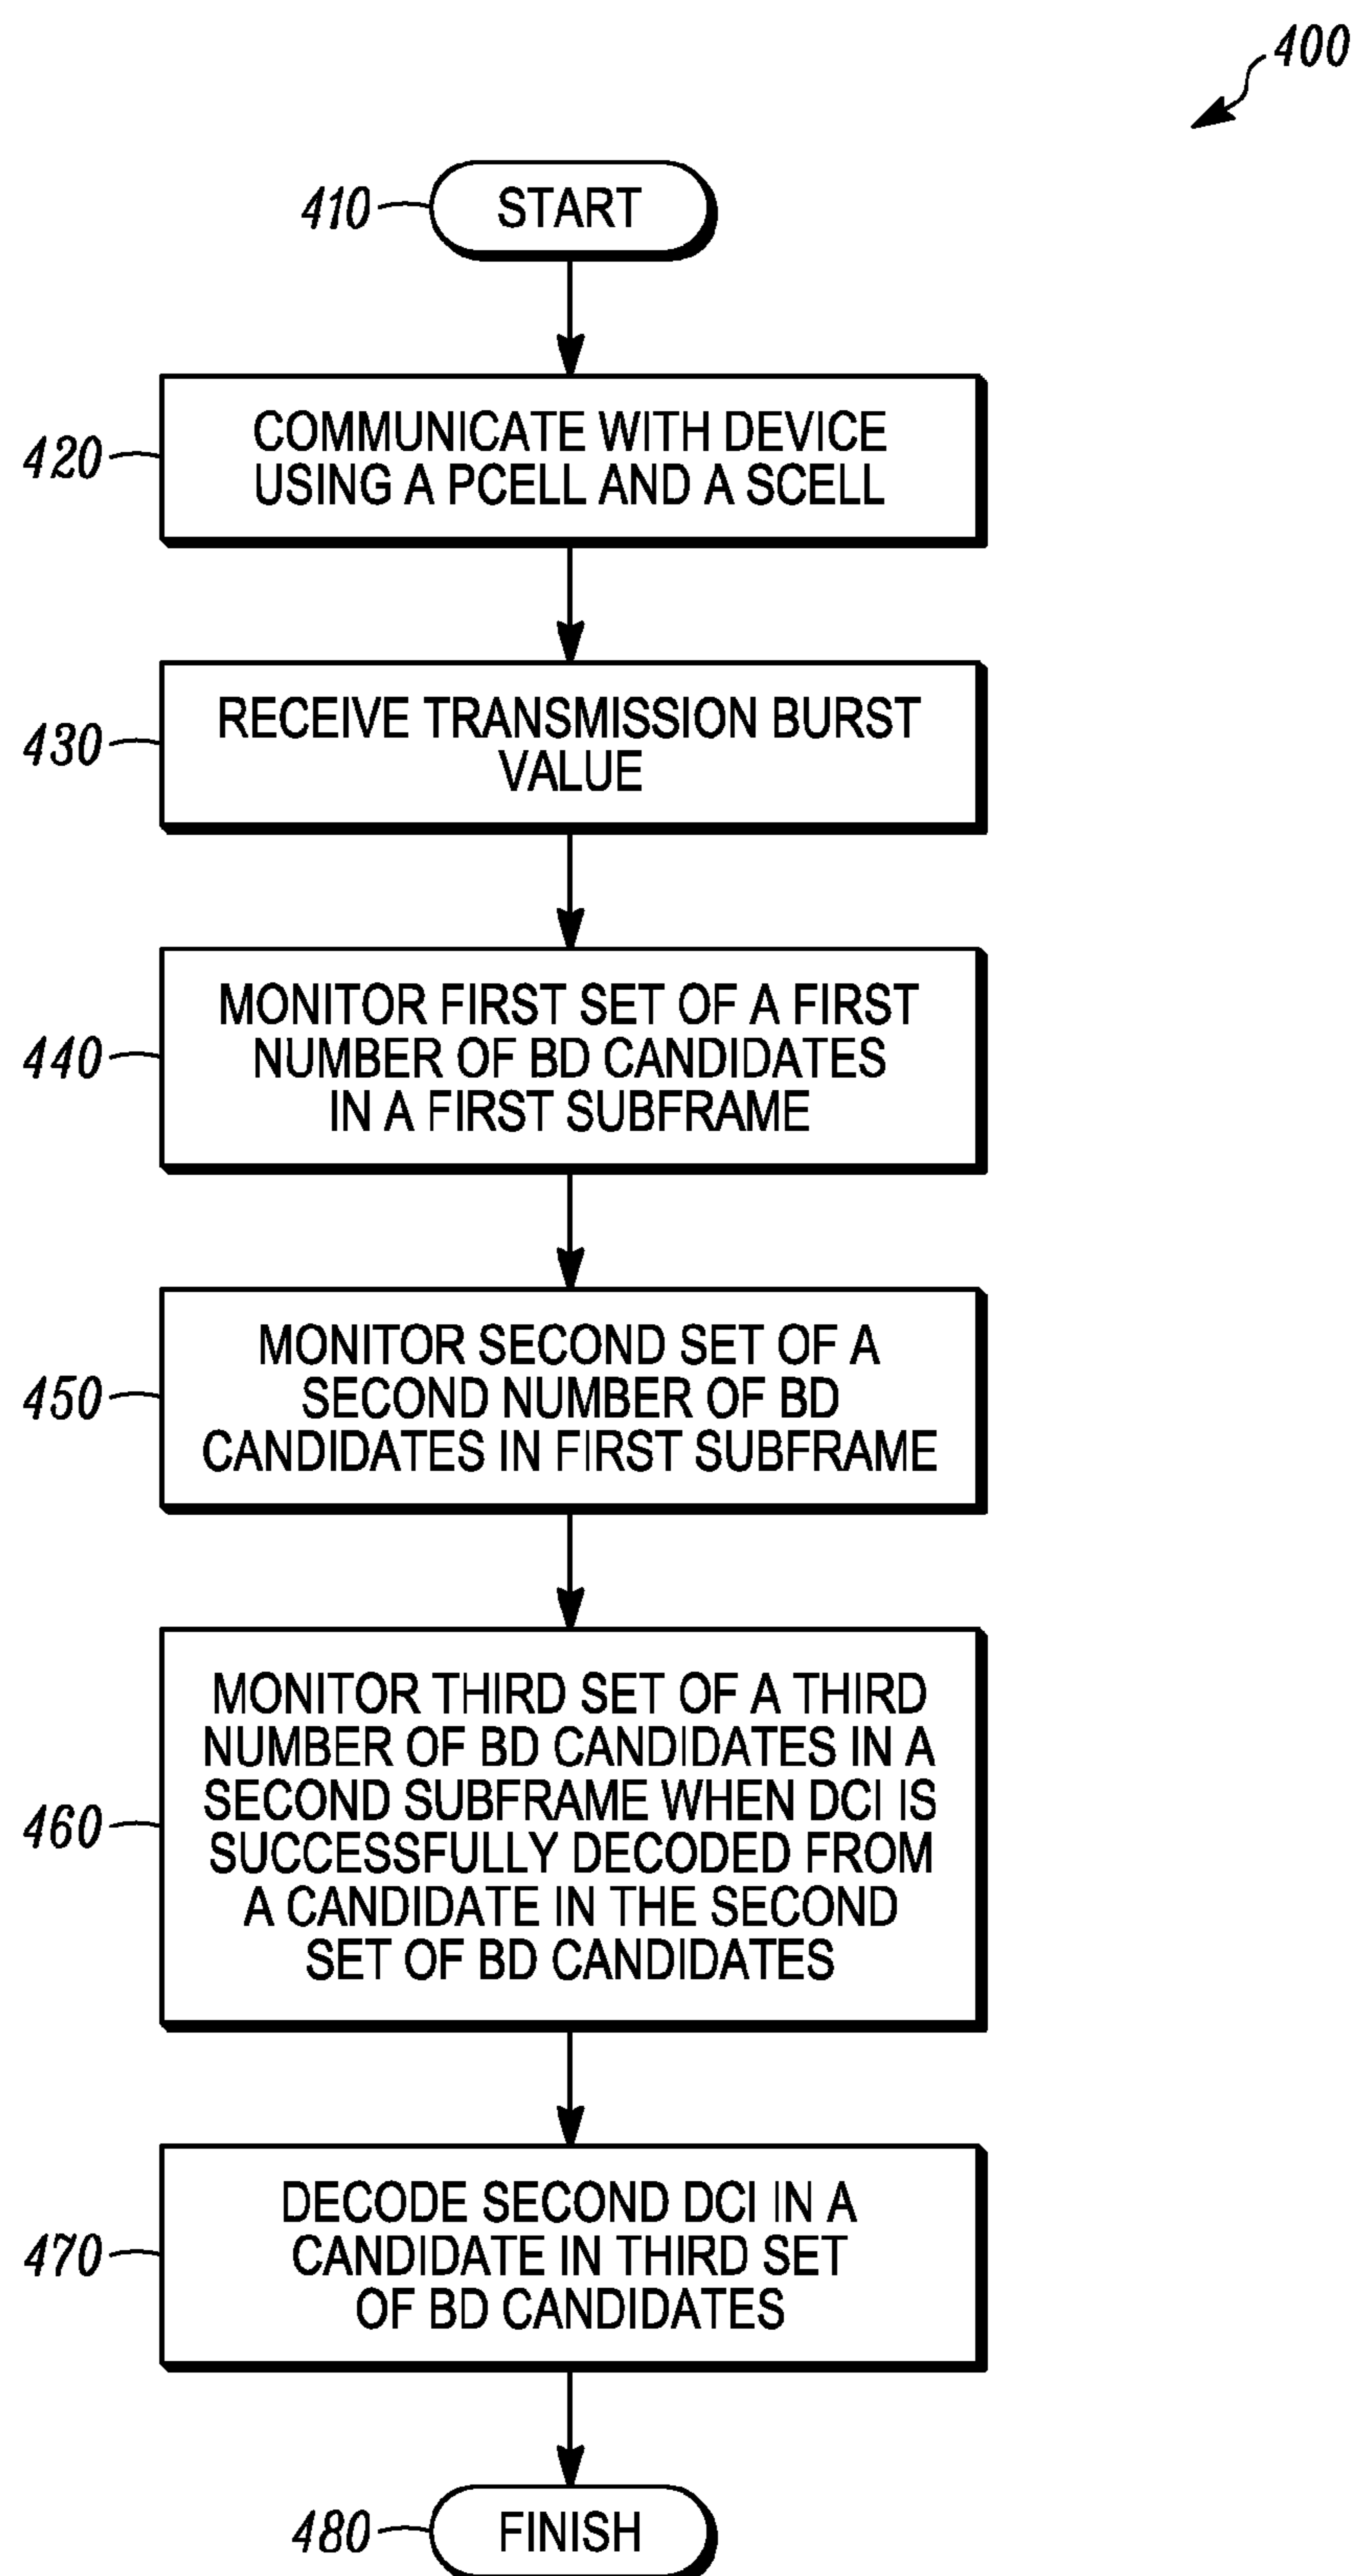 400
410
START
420
COMMUNICATE WITH DEVICE
USING A PCELL AND A SCELL
430
RECEIVE TRANSMISSION BURST
VALUE
440
MONITOR FIRST SET OF A FIRST
NUMBER OF BD CANDIDATES
IN A FIRST SUBFRAME
450
MONITOR SECOND SET OF A
SECOND NUMBER OF BD
CANDIDATES IN FIRST SUBFRAME
460
MONITOR THIRD SET OF A THIRD
NUMBER OF BD CANDIDATES IN A
SECOND SUBFRAME WHEN DCI IS
SUCCESSFULLY DECODED FROM
A CANDIDATE IN THE SECOND
SET OF BD CANDIDATES
470
DECODE SECOND DCI IN A
CANDIDATE IN THIRD SET
OF BD CANDIDATES
480
FINISH